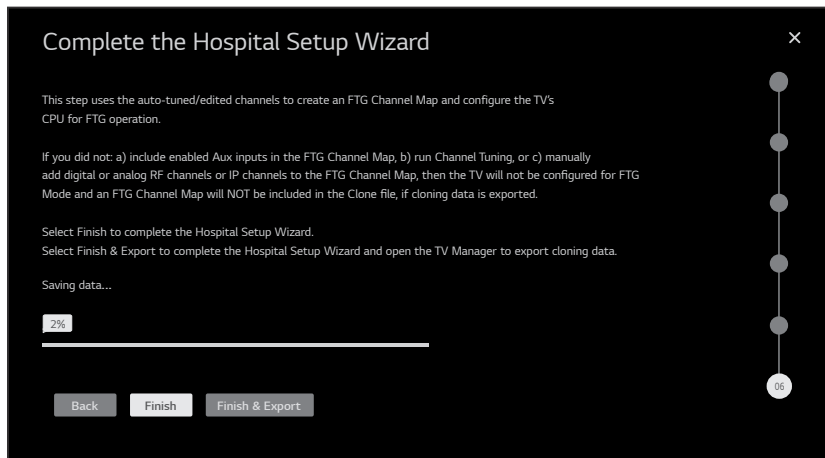 Complete the Hospital Setup Wizard
×
This step uses the auto-tuned/edited channels to create an FTG Channel Map and configure the TV's
CPU for FTG operation.
If you did not: a) include enabled Aux inputs in the FTG Channel Map, b) run Channel Tuning, or c) manually
add digital or analog RF channels or IP channels to the FTG Channel Map, then the TV will not be configured for FTG
Mode and an FTG Channel Map will NOT be included in the Clone file, if cloning data is exported.
Select Finish to complete the Hospital Setup Wizard.
Select Finish & Export to complete the Hospital Setup Wizard and open the TV Manager to export cloning data.
Saving data...
2%
06
Back Finish Finish & Export